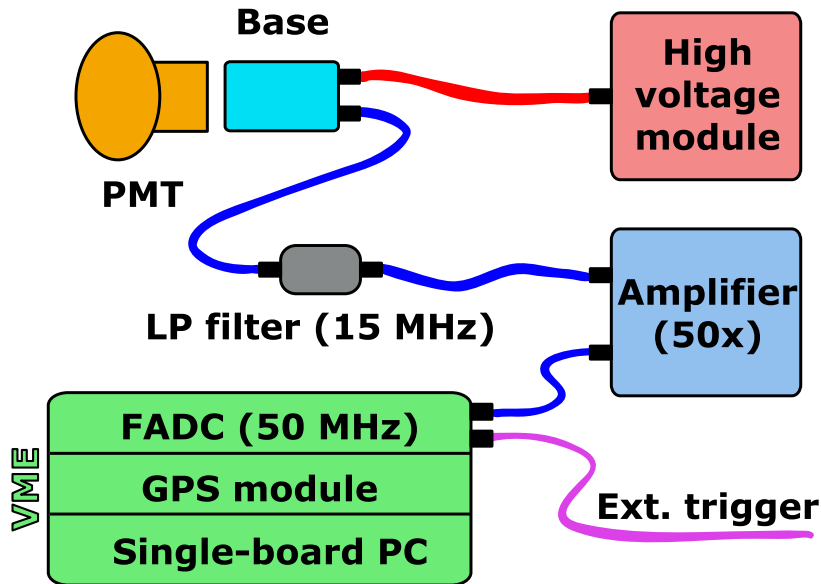 Base
High
voltage
module
PMT
Amplifier
(50x)
LP filter (15 MHz)
VME
FADC (50 MHz)
GPS module
Single-board PC
Ext. trigger